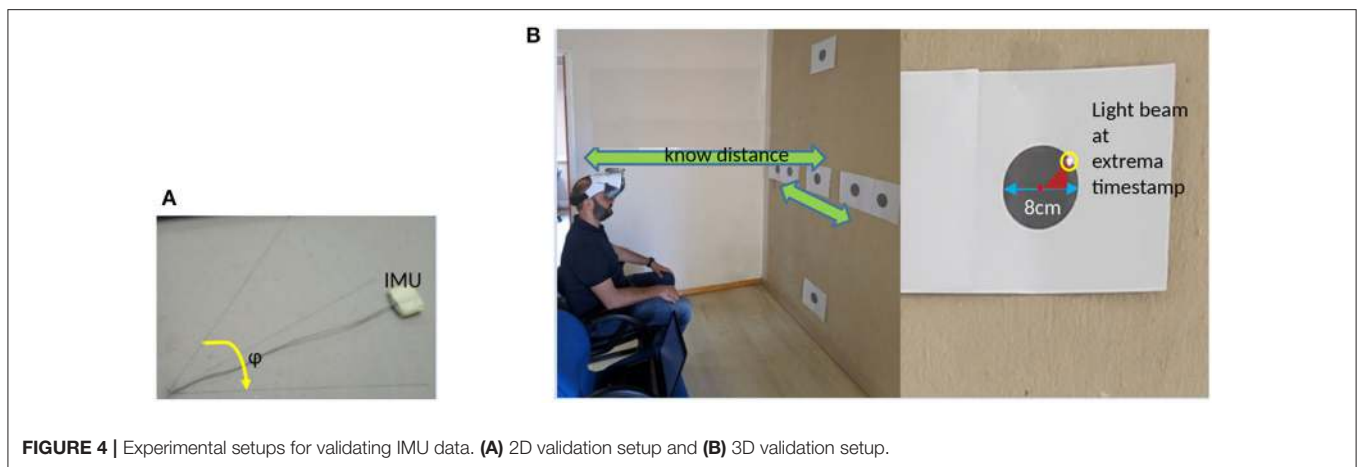 A
IMU
φ
B
know distance
Light beam
at
extrema
timestamp
8cm
FIGURE 4 | Experimental setups for validating IMU data. (A) 2D validation setup and (B) 3D validation setup.